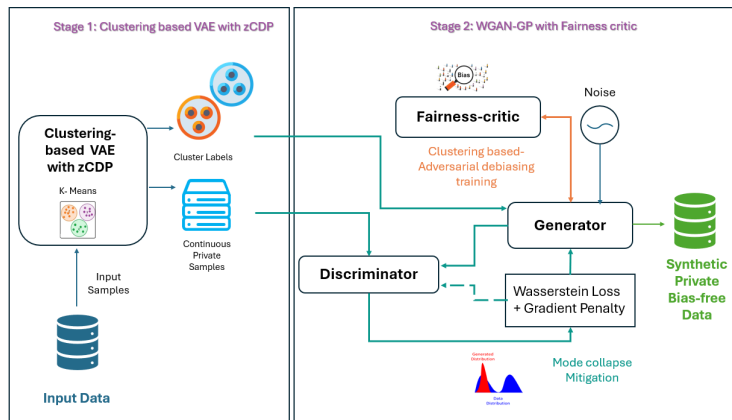 Stage 1: Clustering based VAE with zCDP
Clustering-
based VAE
with zCDP
K- Means
Cluster Labels
Continuous
Private
Samples
Input
Samples
Input Data
Stage 2: WGAN-GP with Fairness critic
Bias
Fairness-critic
Noise
Clustering based-
Adversarial debiasing
training
Generator
Discriminator
Wasserstein Loss
+ Gradient Penalty
Synthetic
Private
Bias-free
Data
Generated
Distribution
Data
Distribution
Mode collapse
Mitigation